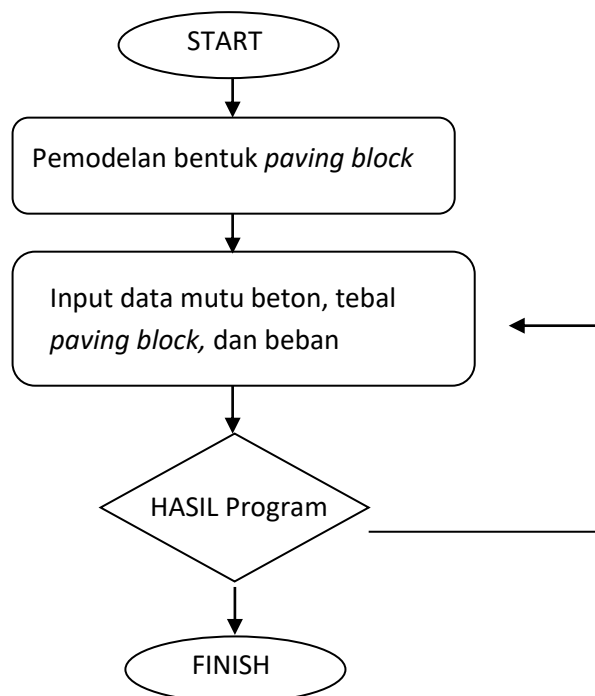 START
Pemodelan bentuk paving block
Input data mutu beton, tebal
paving block, dan beban
HASIL Program
FINISH